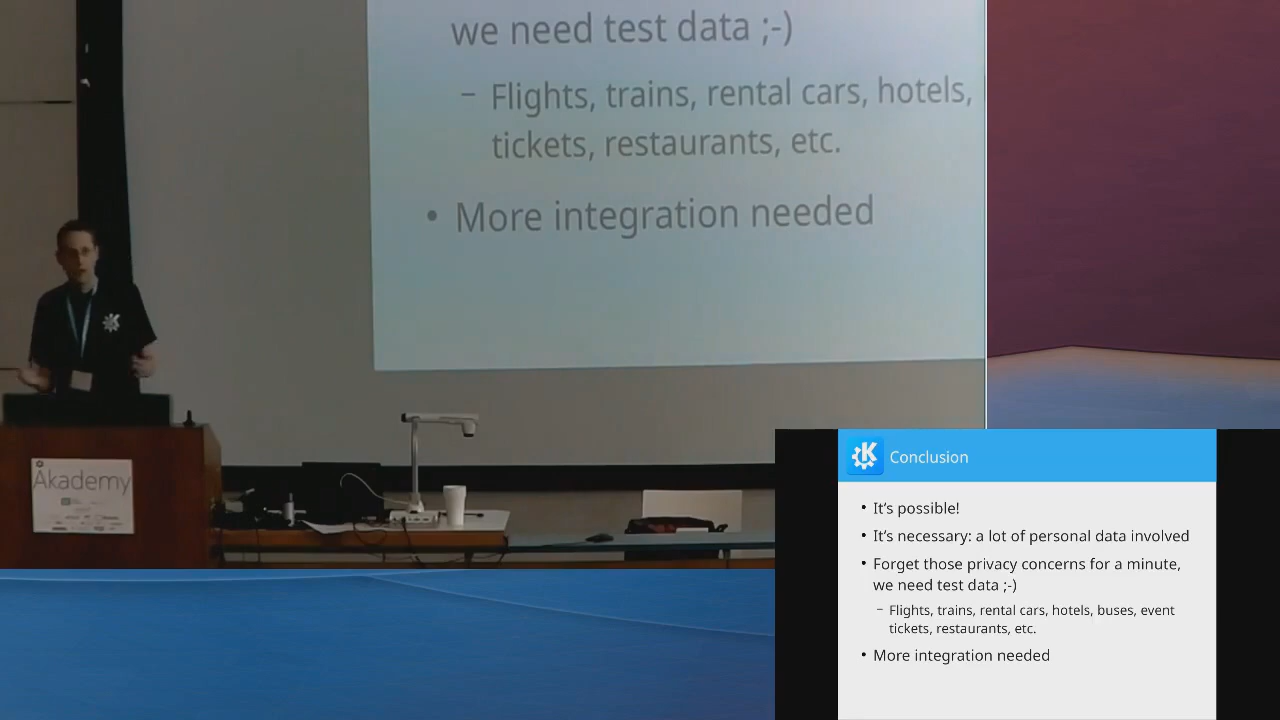 we need test data ;-)
– Flights, trains, rental cars, hotels,
tickets, restaurants, etc.
• More integration needed
Akademy
Conclusion
• It's possible!
• It's necessary: a lot of personal data involved
• Forget those privacy concerns for a minute,
we need test data ;-)
– Flights, trains, rental cars, hotels, buses, event
tickets, restaurants, etc.
• More integration needed